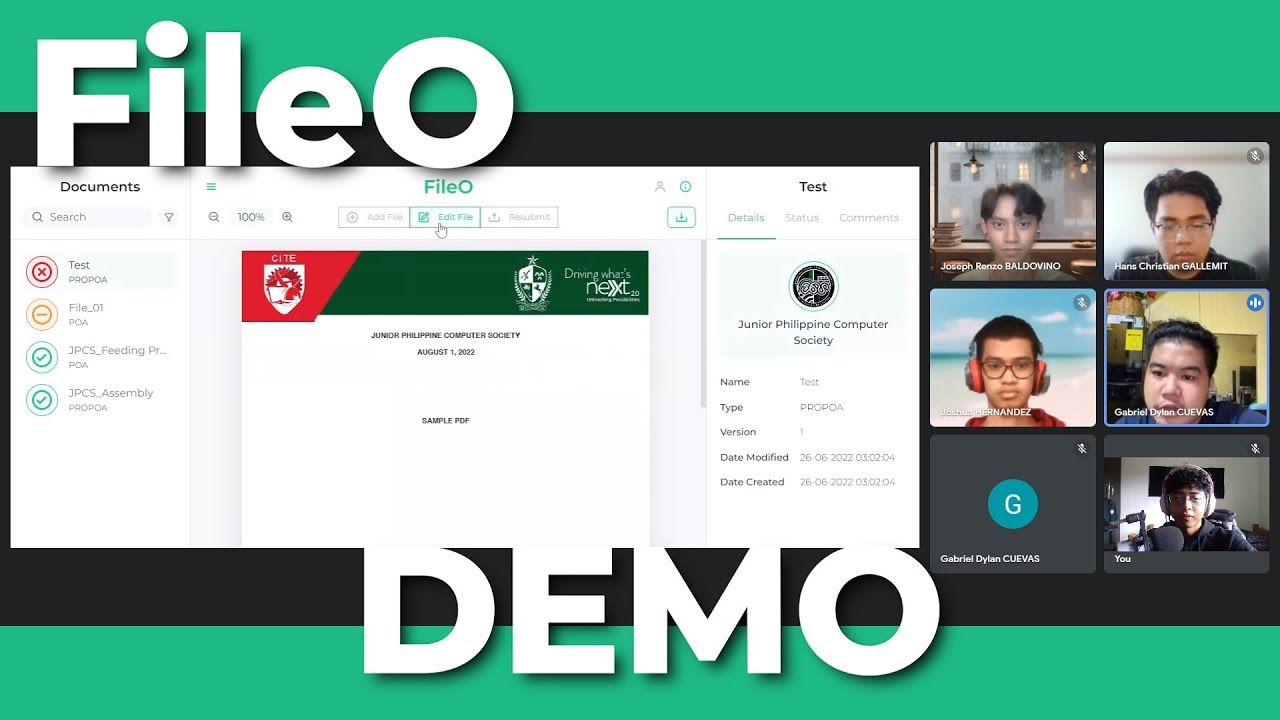 FileO
Documents
Search
Test
PROPOA
File_01
POA
JPCS_Feeding Pr...
POA
JPCS_Assembly
PROPOA
FileO
100%
Add File
Edit File
Resubmit
CITE
Driving what's
next
20
Unleashing Possibilities
JUNIOR PHILIPPINE COMPUTER SOCIETY
AUGUST 1, 2022
SAMPLE PDF
Test
Details Status Comments
Junior Philippine Computer
Society
Name Test
Type PROPOA
Version 1
Date Modified 26-06-2022 03:02:04
Date Created 26-06-2022 03:02:04
Joseph Renzo BALDOVINO
Hans Christian GALLEMIT
Joshua HERNANDEZ
19
Gabriel Dylan CUEVAS
G
Gabriel Dylan CUEVAS
You
DEMO